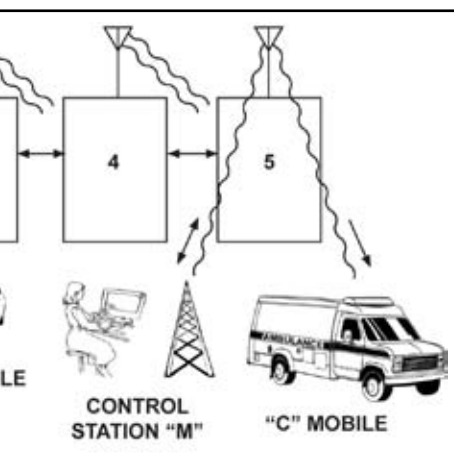 4
5
AMBULANCE
LE
CONTROL
STATION “M”
“C” MOBILE